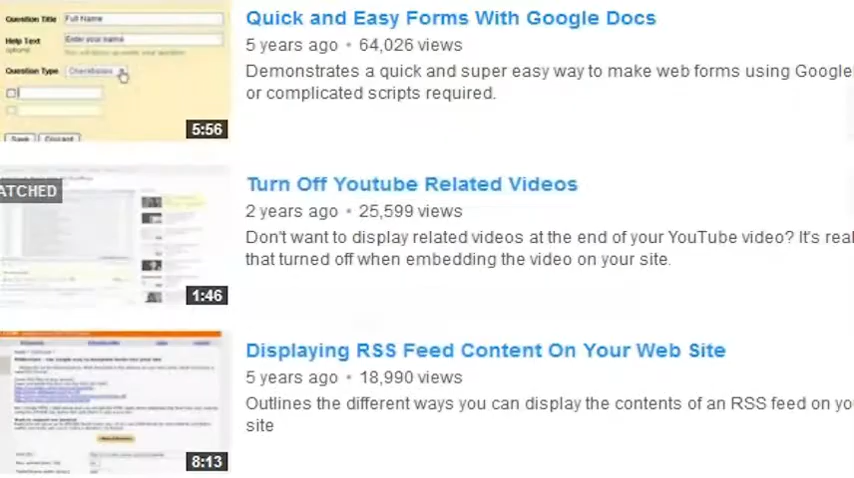 Question Title Full Name
Help Text Enter your name
Question Type Checkboxes
5:56
Quick and Easy Forms With Google Docs
5 years ago • 64,026 views
Demonstrates a quick and super easy way to make web forms using Google
or complicated scripts required.
ATCHED
1:46
Turn Off Youtube Related Videos
2 years ago • 25,599 views
Don't want to display related videos at the end of your YouTube video? It's real
that turned off when embedding the video on your site.
8:13
Displaying RSS Feed Content On Your Web Site
5 years ago • 18,990 views
Outlines the different ways you can display the contents of an RSS feed on yo
site